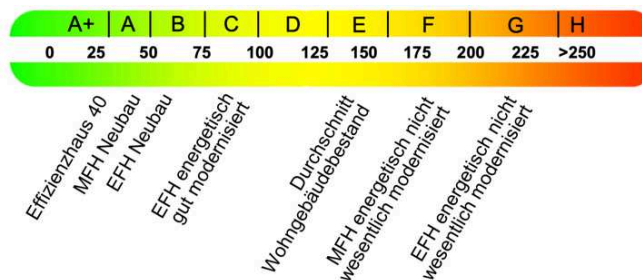 A+ A B C D E F G H
0 25 50 75 100 125 150 175 200 225 >250
Effizienzhaus 40
MFH Neubau
EFH Neubau
EFH energetisch
gut modernisiert
Durchschnitt
Wohngebäudebestand
MFH energetisch nicht
wesentlich modernisiert
EFH energetisch nicht
wesentlich modernisiert